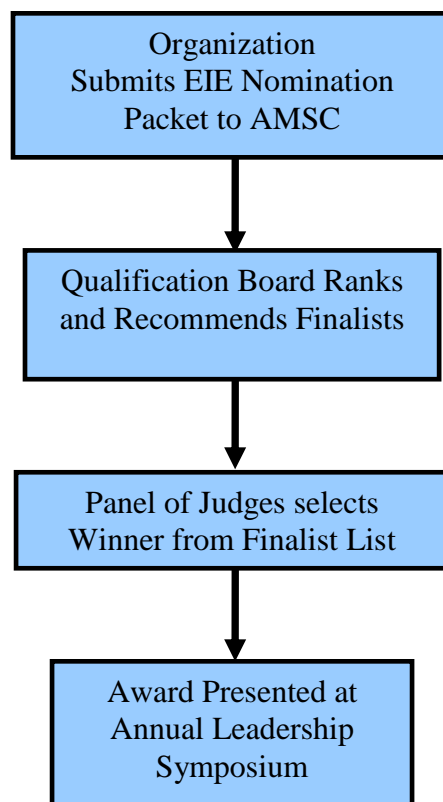 Organization
Submits EIE Nomination
Packet to AMSC
Qualification Board Ranks
and Recommends Finalists
Panel of Judges selects
Winner from Finalist List
Award Presented at
Annual Leadership
Symposium